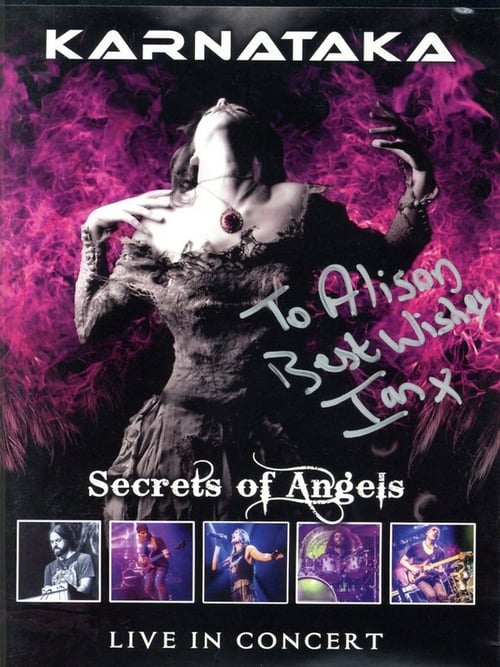 KARNATAKA
To Alison
Best Wishes
Ian x
Secrets of Angels
LIVE IN CONCERT